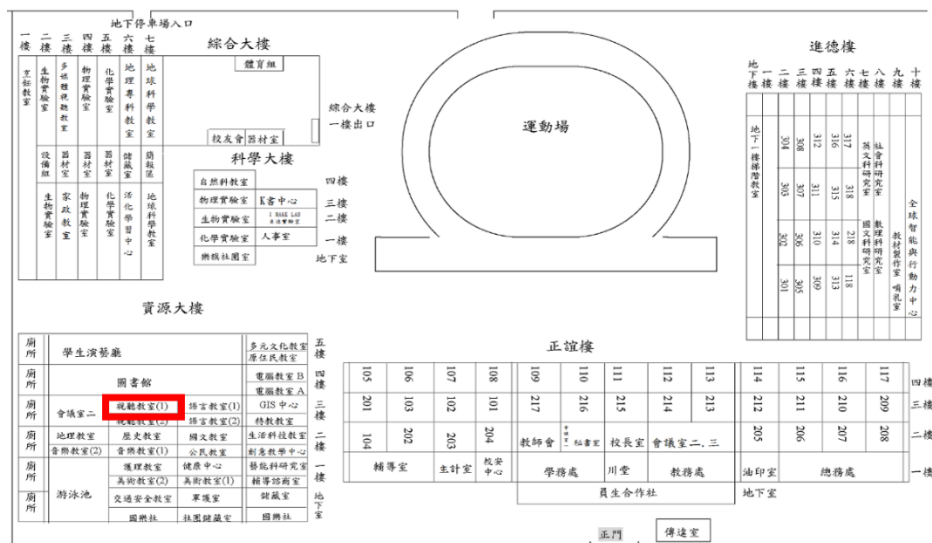 地下停車場入口
一樓 二樓 三樓 四樓 五樓 六樓 七樓
綜合大樓
烹飪教室 生物實驗室 多媒體視聽教室 物理實驗室 化學實驗室 地理專科教室 地球科學教室
體育組
校友會 器材室
設備組 器材室 器材室 器材室 儲藏室 簡報區
生物實驗室 家政教室 物理實驗室 化學實驗室 活化學習中心 地球科學教室
綜合大樓
一樓出口
科學大樓
自然科教室 四樓
物理實驗室 K書中心 三樓
生物實驗室 I MAKE LAB 二樓
化學實驗室 人事室 一樓
樂旗社團室 地下室
運動場
進德樓
地下樓 一樓 二樓 三樓 四樓 五樓 六樓 七樓 八樓 九樓 十樓
地下一樓階梯教室
304 308 312 316 317 英文科研究室 社會科研究室
303 307 311 315 318
302 306 310 314 218 國文科研究室 數理科研究室
301 305 309 313 118
教材製作室 哺乳室
全球智能與行動力中心
資源大樓
廁所 學生演藝廳 多元文化教室 五樓
原住民教室
廁所 圖書館 電腦教室B 四樓
電腦教室A
廁所 會議室二 視聽教室(1) 語言教室(1) GIS中心 三樓
視聽教室(2) 語言教室(2) 特教教室
廁所 地理教室 歷史教室 國文教室 生活科技教室 二樓
音樂教室(2) 音樂教室(1) 公民教室 創意教學中心
廁所 游泳池 護理教室 健康中心 藝能科研究室 一樓
美術教室(2) 美術教室(1) 輔導諮商室
廁所 交通安全教室 軍護室 儲藏室 地下室
國樂社 社團儲藏室 國樂社
正誼樓
105 106 107 108 109 110 111 112 113 114 115 116 117 四樓
201 103 102 101 217 216 215 214 213 212 211 210 209 三樓
104 202 203 204 教師會 秘書室 校長室 會議室二.三 205 206 207 208 二樓
輔導室 主計室 校安中心 學務處 川堂 教務處 油印室 總務處 一樓
員生合作社 地下室
正門 傳達室